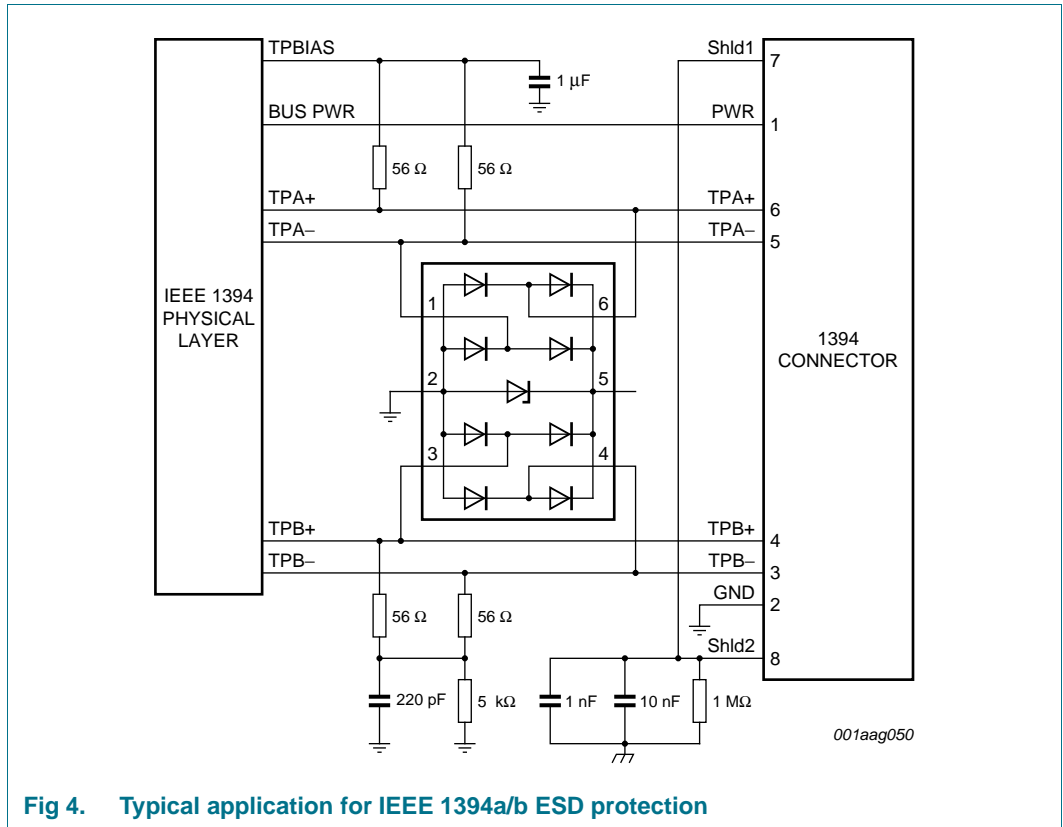 TPBIAS
Shld1
7
1 μF
BUS PWR
PWR
1
56 Ω
56 Ω
TPA+
TPA+
6
TPA−
TPA−
5
IEEE 1394
PHYSICAL
LAYER
1
6
1394
CONNECTOR
2
5
3
4
TPB+
TPB+
4
TPB−
TPB−
3
GND
2
56 Ω
56 Ω
Shld2
8
220 pF
5 kΩ
1 nF
10 nF
1 MΩ
001aag050
Fig 4. Typical application for IEEE 1394a/b ESD protection